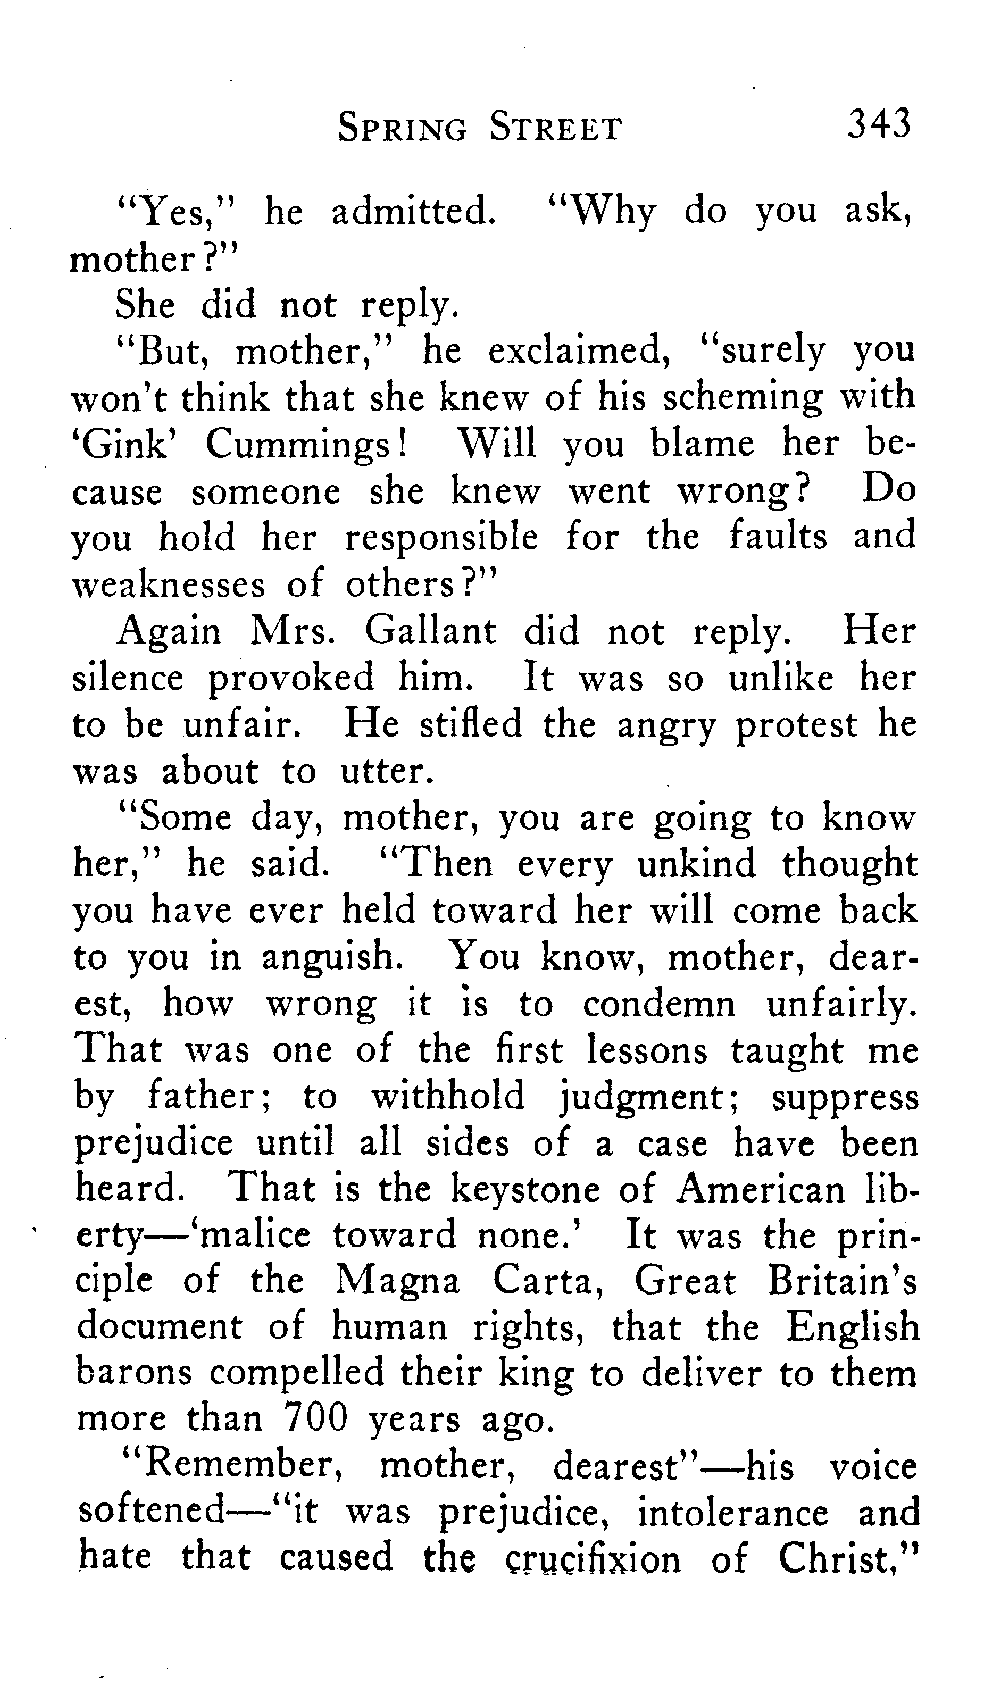 SPRING STREET 343
“Yes,” he admitted. “Why do you ask,
mother?”
She did not reply.
“But, mother,” he exclaimed, “surely you
won't think that she knew of his scheming with
‘Gink’ Cummings! Will you blame her be-
cause someone she knew went wrong? Do
you hold her responsible for the faults and
weaknesses of others?”
Again Mrs. Gallant did not reply. Her
silence provoked him. It was so unlike her
to be unfair. He stifled the angry protest he
was about to utter.
“Some day, mother, you are going to know
her,” he said. “Then every unkind thought
you have ever held toward her will come back
to you in anguish. You know, mother, dear-
est, how wrong it is to condemn unfairly.
That was one of the first lessons taught me
by father; to withhold judgment; suppress
prejudice until all sides of a case have been
heard. That is the keystone of American lib-
erty—‘malice toward none.’ It was the prin-
ciple of the Magna Carta, Great Britain's
document of human rights, that the English
barons compelled their king to deliver to them
more than 700 years ago.
“Remember, mother, dearest”—his voice
softened—“it was prejudice, intolerance and
hate that caused the crucifixion of Christ,”